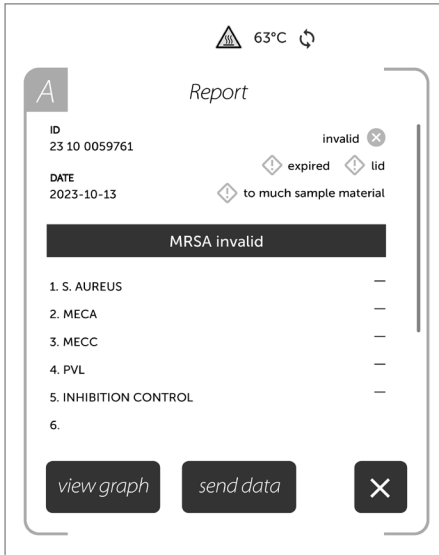 63°C
A
Report
ID
23 10 0059761
invalid
expired lid
DATE
2023-10-13
to much sample material
MRSA invalid
1. S. AUREUS —
2. MECA —
3. MECC —
4. PVL —
5. INHIBITION CONTROL —
6.
view graph send data